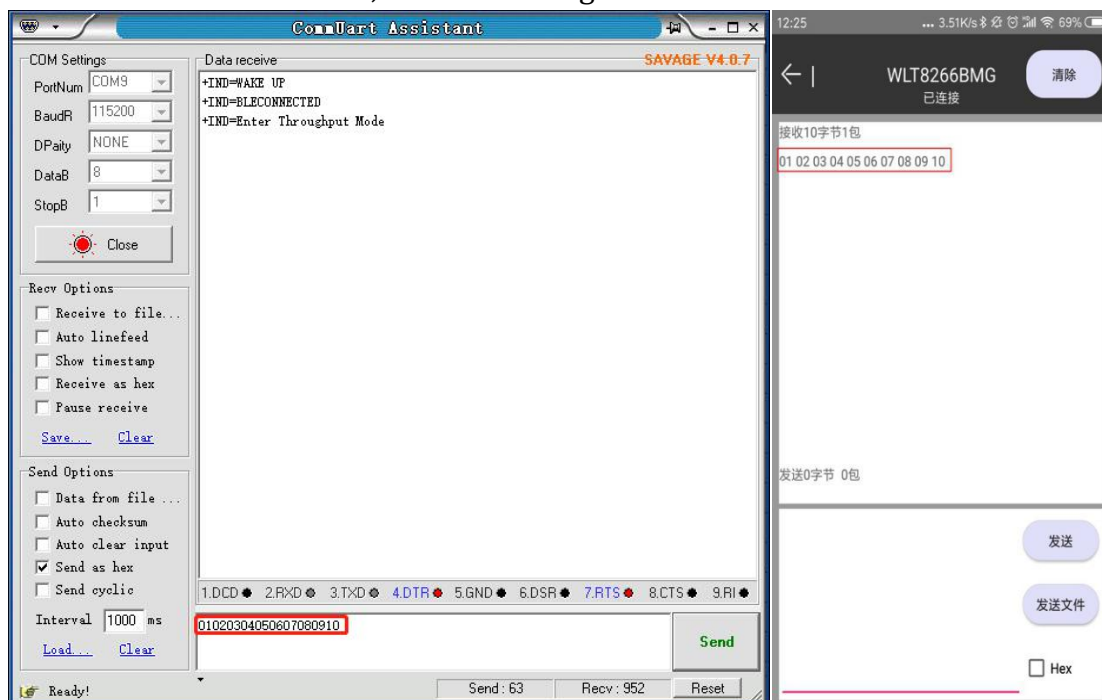 CommUart Assistant
COM Settings
PortNum COM9
BaudR 115200
DPaity NONE
DataB 8
StopB 1
Close
Recv Options
Receive to file...
Auto linefeed
Show timestamp
Receive as hex
Pause receive
Save... Clear
Send Options
Data from file ...
Auto checksum
Auto clear input
Send as hex
Send cyclic
Interval 1000 ms
Load... Clear
Ready!
Data receive
SAVAGE V4.0.7
+IND=WAKE UP
+IND=BLECONNECTED
+IND=Enter Throughput Mode
1.DCD 2.RXD 3.TXD 4.DTR 5.GND 6.DSR 7.RTS 8.CTS 9.RI
01020304050607080910
Send
Send : 63 Recv : 952 Reset
12:25 ... 3.51K/s 69%
WLT8266BMG
已连接
清除
接收10字节1包
01 02 03 04 05 06 07 08 09 10
发送0字节 0包
发送
发送文件
Hex